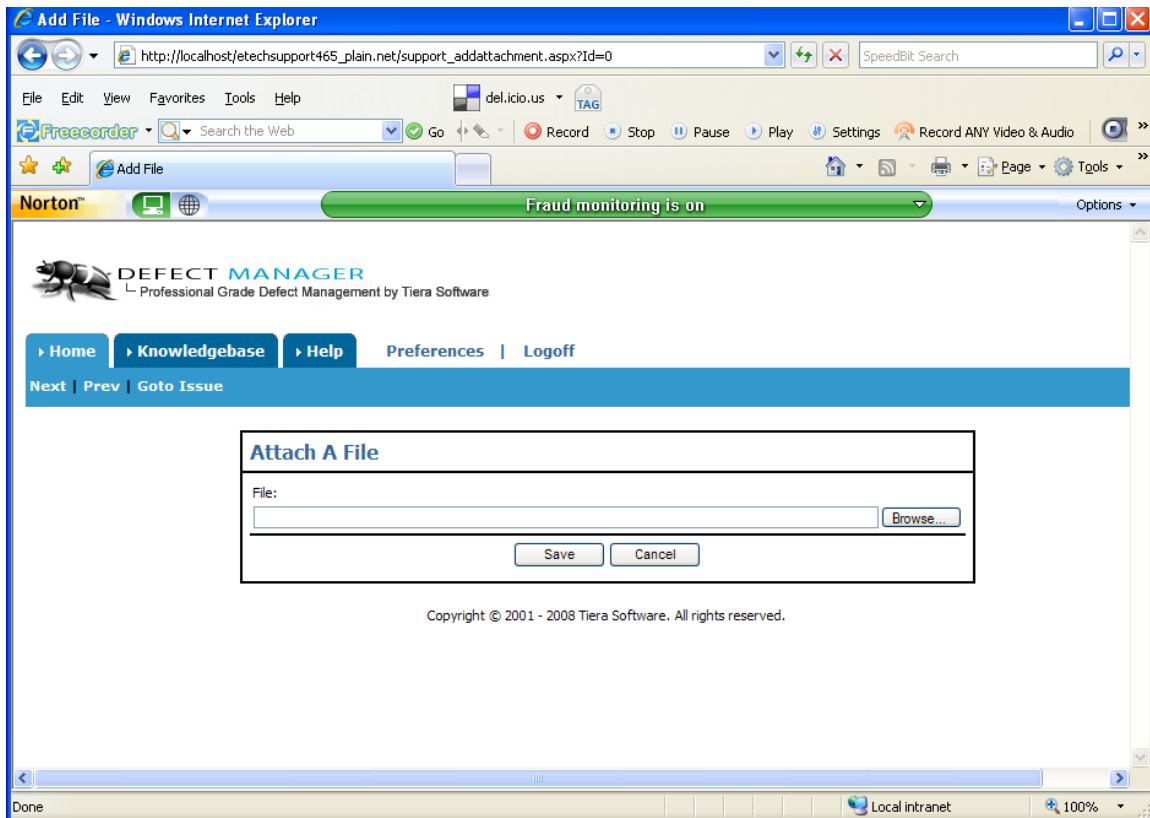 Add File - Windows Internet Explorer
http://localhost/etechsupport465_plain.net/support_addattachment.aspx?Id=0
SpeedBit Search
File Edit View Favorites Tools Help
del.icio.us TAG
Freecorder Search the Web Go Record Stop Pause Play Settings Record ANY Video & Audio »
Add File Page Tools »
Norton™ Fraud monitoring is on Options
DEFECT MANAGER
Professional Grade Defect Management by Tiera Software
Home Knowledgebase Help Preferences | Logoff
Next | Prev | Goto Issue
Attach A File
File:
Browse...
Save Cancel
Copyright © 2001 - 2008 Tiera Software. All rights reserved.
Done Local intranet 100%